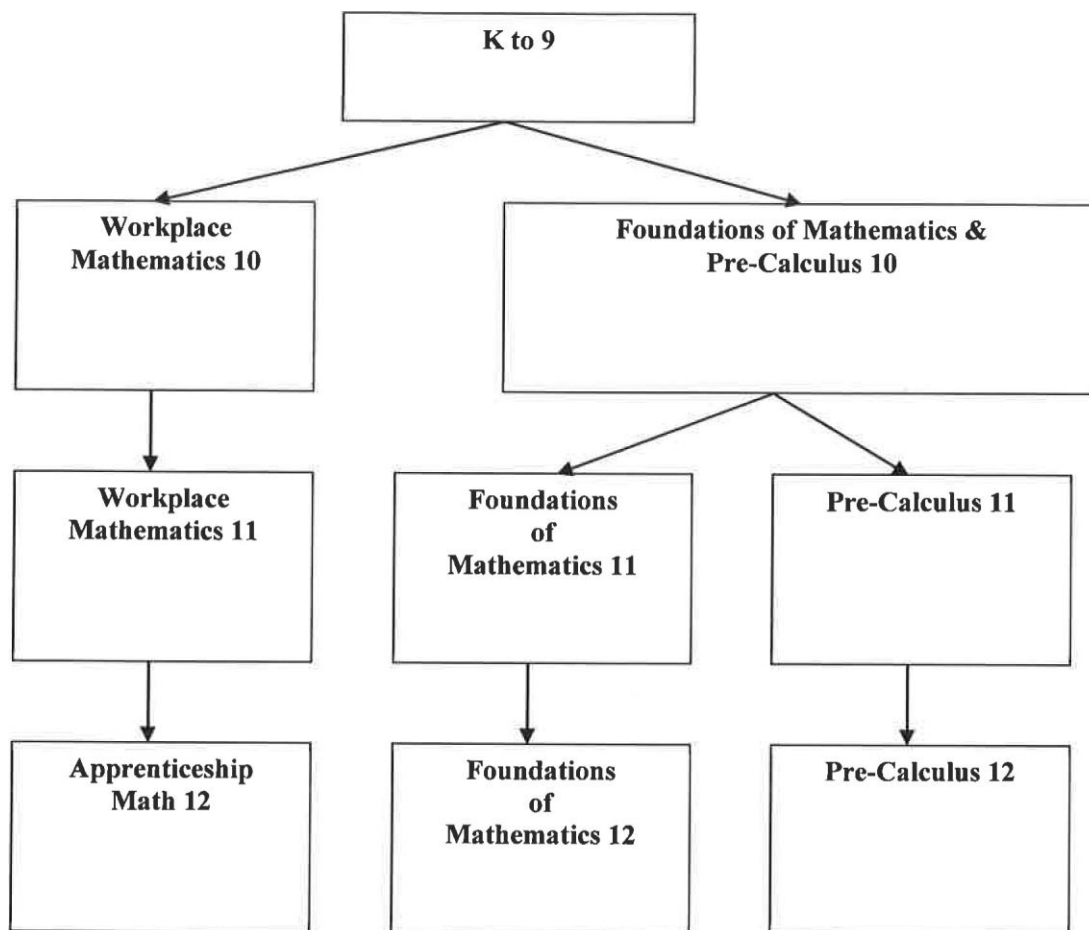 K to 9
Workplace
Mathematics 10
Foundations of Mathematics &
Pre-Calculus 10
Workplace
Mathematics 11
Foundations
of
Mathematics 11
Pre-Calculus 11
Apprenticeship
Math 12
Foundations
of
Mathematics 12
Pre-Calculus 12